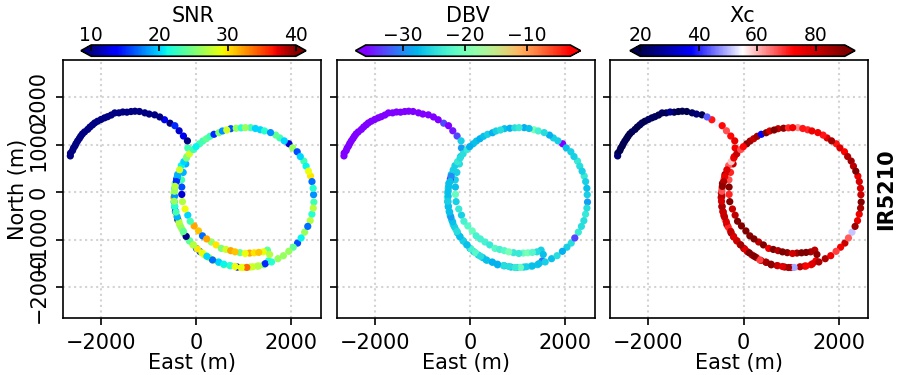 SNR
DBV
Xc
10 20 30 40
−30 −20 −10
20 40 60 80
2000
1000
0
−1000
−2000
North (m)
IR5210
−2000 0 2000
−2000 0 2000
−2000 0 2000
East (m)
East (m)
East (m)